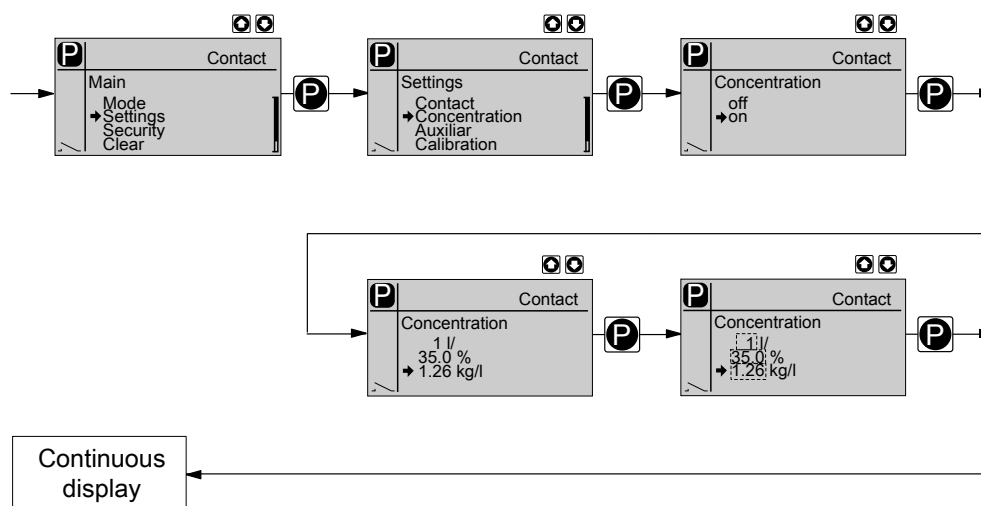 P
Contact
Main
Mode
Settings
Security
Clear
P
P
Contact
Settings
Contact
Concentration
Auxiliar
Calibration
P
P
Contact
Concentration
off
on
P
P
Contact
Concentration
1 l/
35.0 %
1.26 kg/l
P
P
Contact
Concentration
1 l/
35.0 %
1.26 kg/l
P
Continuous
display